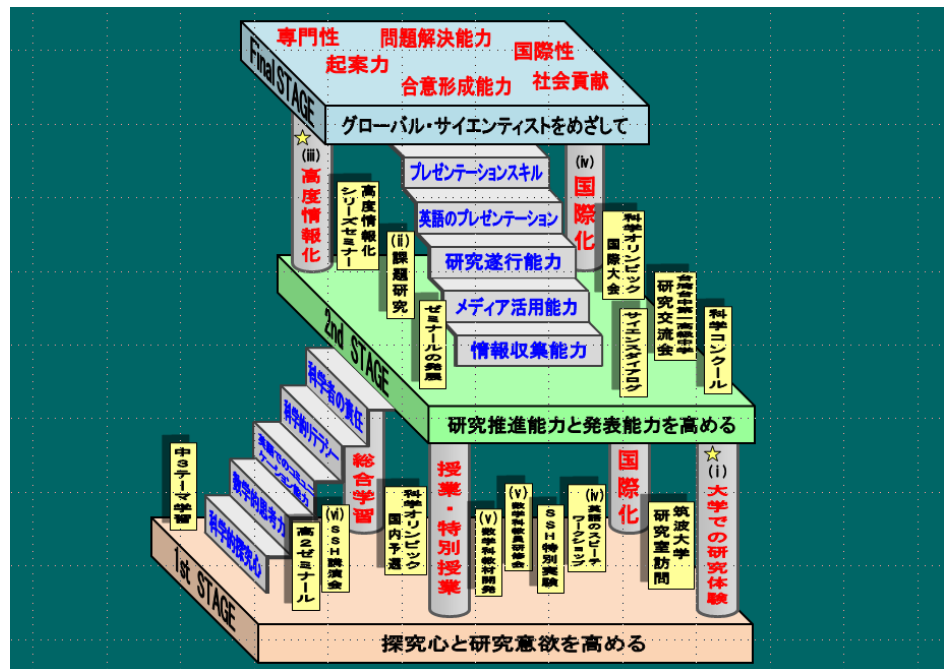 専門性
問題解決能力
国際性
起案力
合意形成能力
社会貢献
Final STAGE
グローバル・サイエンティストをめざして
☆
(iii)
高度情報化
高度情報化
シリーズセミナー
(ii)課題研究
ゼミナールの発展
プレゼンテーションスキル
英語のプレゼンテーション
研究遂行能力
メディア活用能力
情報収集能力
(iv)
国際化
科学オリンピック
国際大会
サイエンスダイアログ
台湾台中第一高級中学
研究交流会
科学コンクール
2nd STAGE
研究推進能力と発表能力を高める
科学者の責任
科学的リテラシー
英語でのコミュニ
ケーション能力
数学的思考力
科学的探究心
中3テーマ学習
高2ゼミナール
(vi)SSH講演会
総合学習
科学オリンピック
国内予選
授業・特別授業
(v)数学科教材開発
(v)数学科教員研修会
SSH特別実験
(iv)英語のスピーチ
ワークショップ
国際化
筑波大学
研究室訪問
☆
(i)
大学での研究体験
1st STAGE
探究心と研究意欲を高める